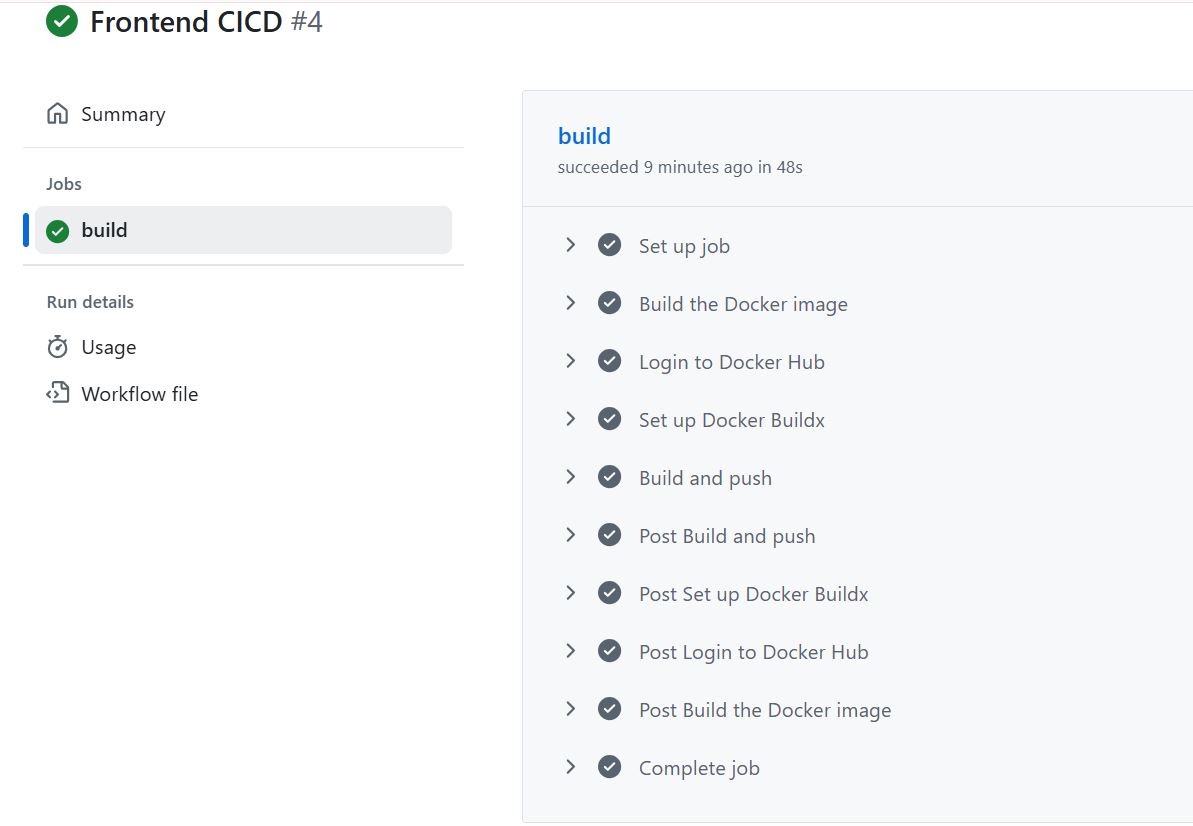 Frontend CICD #4
Summary
Jobs
build
Run details
Usage
Workflow file
build
succeeded 9 minutes ago in 48s
Set up job
Build the Docker image
Login to Docker Hub
Set up Docker Buildx
Build and push
Post Build and push
Post Set up Docker Buildx
Post Login to Docker Hub
Post Build the Docker image
Complete job